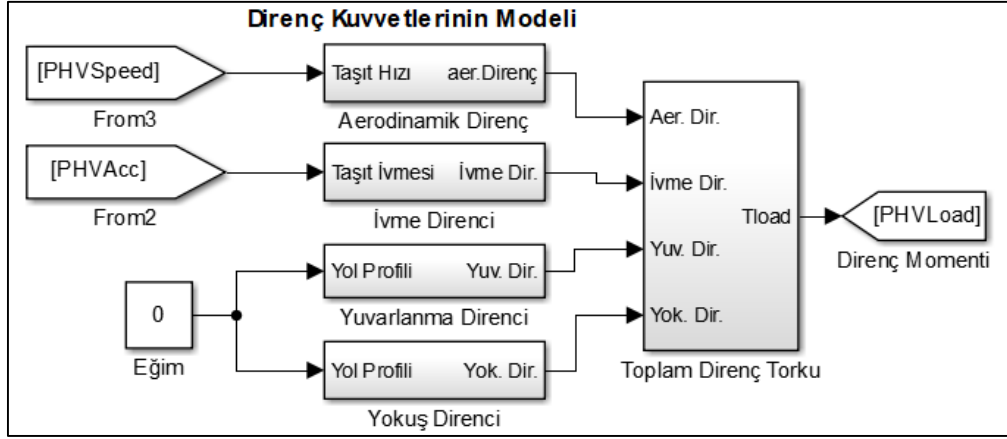 Direnç Kuvvetlerinin Modeli
[PHVSpeed]
From3
Taşıt Hızı aer.Direnç
Aerodinamik Direnç
[PHVAcc]
From2
Taşıt İvmesi İvme Dir.
İvme Direnci
0
Eğim
Yol Profili Yuv. Dir.
Yuvarlanma Direnci
Yol Profili Yok. Dir.
Yokuş Direnci
Aer. Dir.
İvme Dir.
Yuv. Dir.
Yok. Dir.
Tload
Toplam Direnç Torku
[PHVLoad]
Direnç Momenti